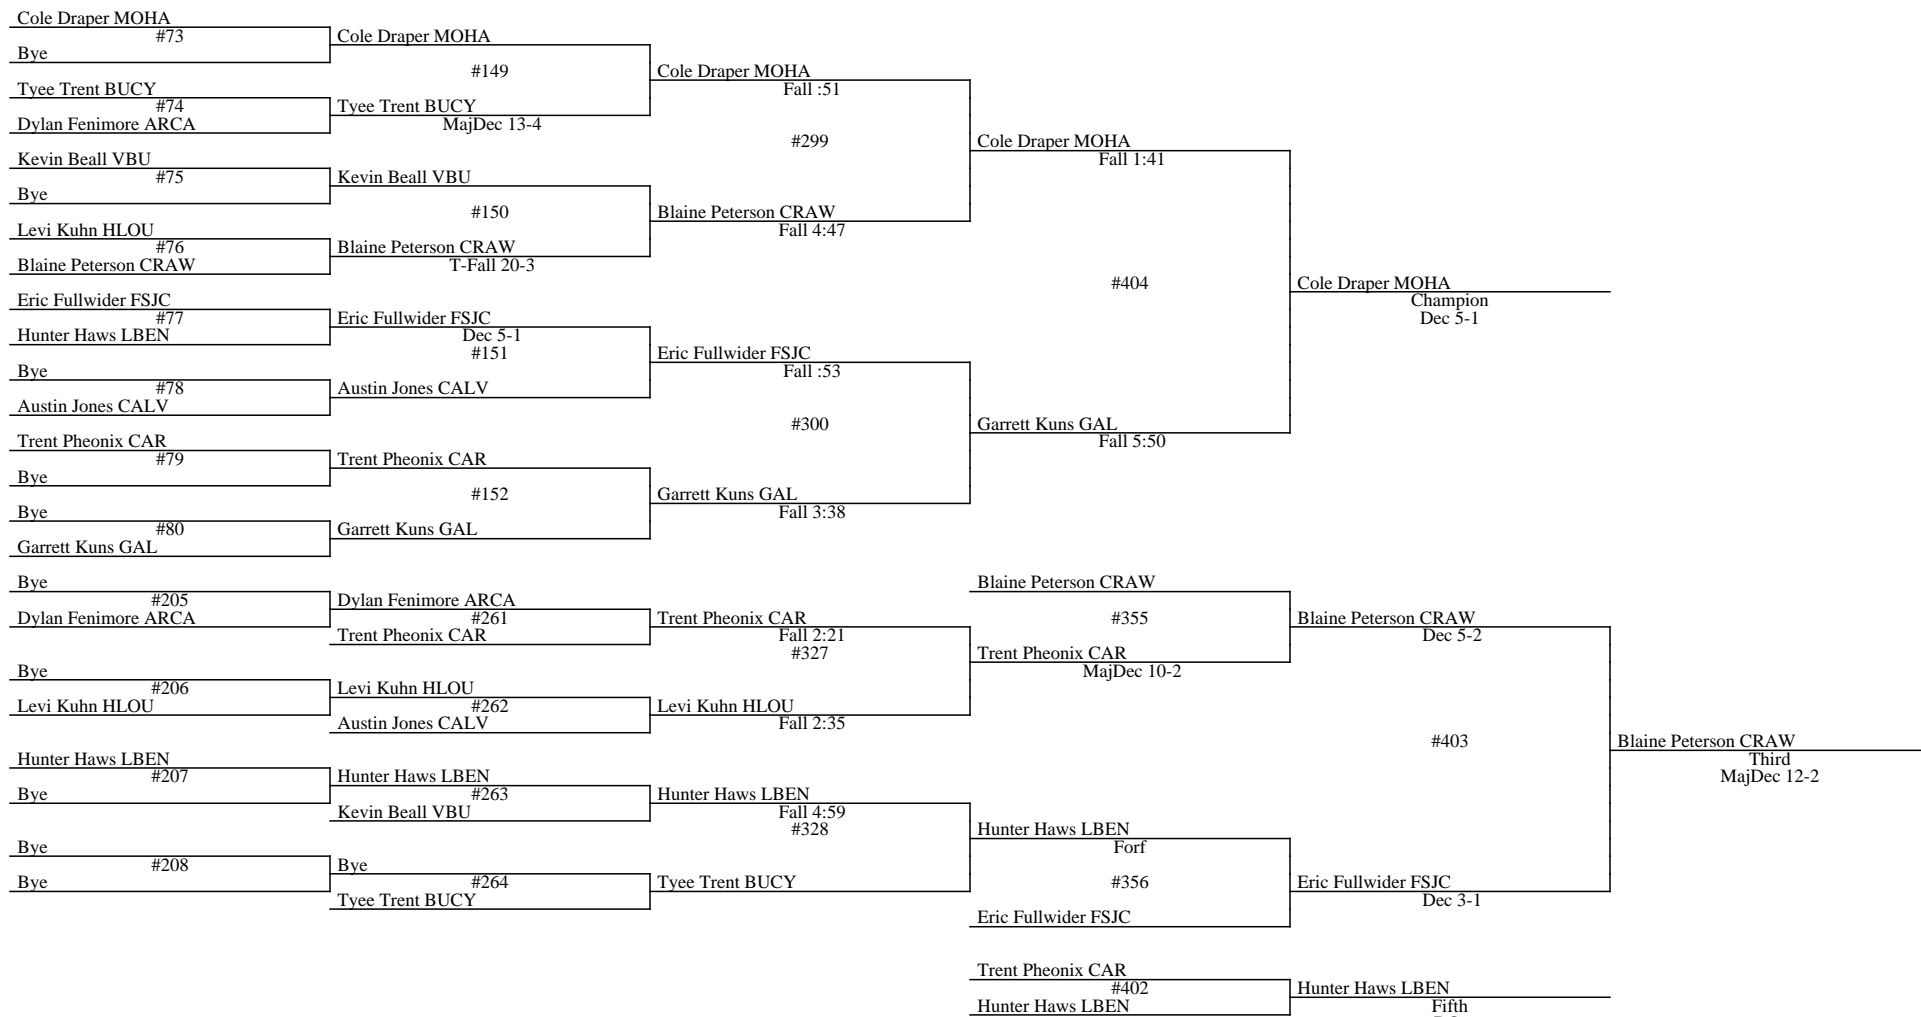 Cole Draper MOHA
#73
Bye
Cole Draper MOHA
#149
Tyee Trent BUCY
#74
Dylan Fenimore ARCA
Tyee Trent BUCY
MajDec 13-4
Cole Draper MOHA
Fall :51
#299
Kevin Beall VBU
#75
Bye
Kevin Beall VBU
#150
Levi Kuhn HLOU
#76
Blaine Peterson CRAW
Blaine Peterson CRAW
T-Fall 20-3
Blaine Peterson CRAW
Fall 4:47
Cole Draper MOHA
Fall 1:41
#404
Eric Fullwider FSJC
#77
Hunter Haws LBEN
Eric Fullwider FSJC
Dec 5-1
#151
Bye
#78
Austin Jones CALV
Austin Jones CALV
Eric Fullwider FSJC
Fall :53
#300
Trent Pheonix CAR
#79
Bye
Trent Pheonix CAR
#152
Bye
#80
Garrett Kuns GAL
Garrett Kuns GAL
Garrett Kuns GAL
Fall 3:38
Garrett Kuns GAL
Fall 5:50
Cole Draper MOHA
Champion
Dec 5-1
Bye
#205
Dylan Fenimore ARCA
Dylan Fenimore ARCA
#261
Trent Pheonix CAR
Trent Pheonix CAR
Fall 2:21
#327
Bye
#206
Levi Kuhn HLOU
Levi Kuhn HLOU
#262
Austin Jones CALV
Levi Kuhn HLOU
Fall 2:35
Blaine Peterson CRAW
#355
Trent Pheonix CAR
MajDec 10-2
Blaine Peterson CRAW
Dec 5-2
#403
Hunter Haws LBEN
#207
Bye
Hunter Haws LBEN
#263
Kevin Beall VBU
Hunter Haws LBEN
Fall 4:59
#328
Bye
#208
Bye
Bye
#264
Tyee Trent BUCY
Tyee Trent BUCY
Hunter Haws LBEN
Forf
#356
Eric Fullwider FSJC
Eric Fullwider FSJC
Dec 3-1
Blaine Peterson CRAW
Third
MajDec 12-2
Trent Pheonix CAR
#402
Hunter Haws LBEN
Hunter Haws LBEN
Fifth